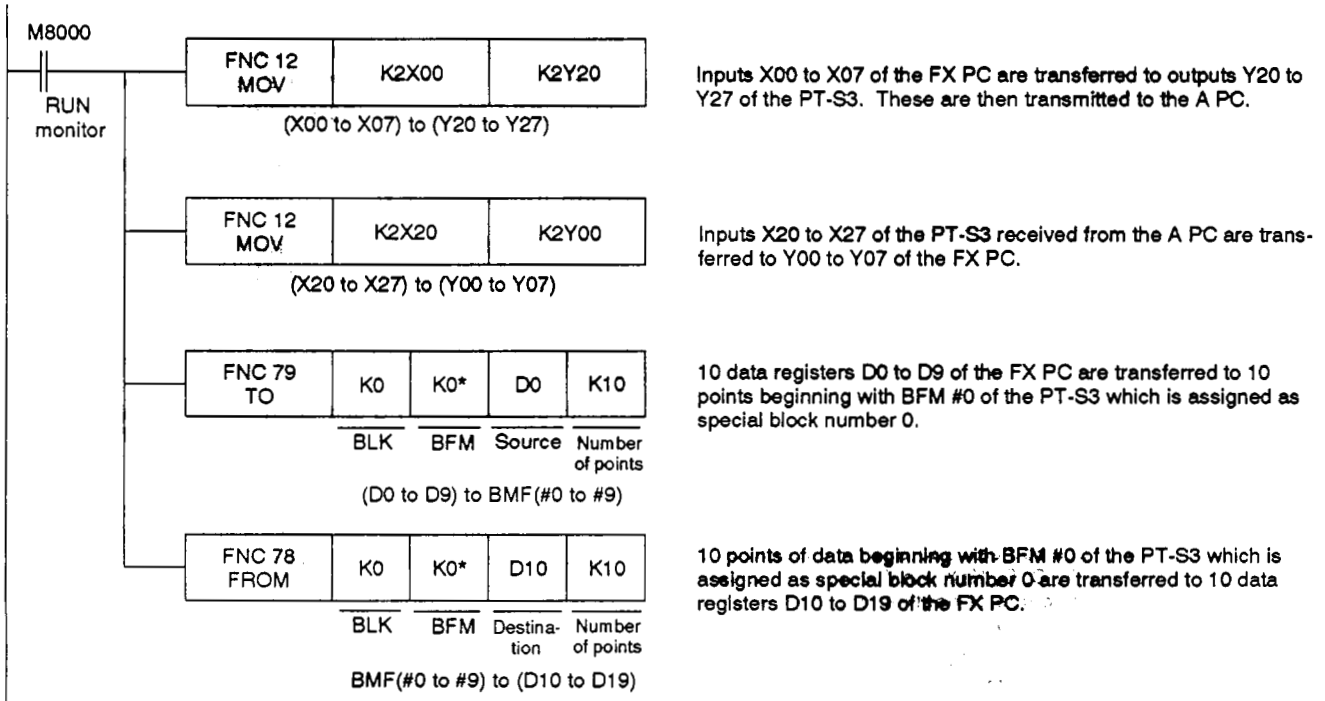 M8000
RUN
monitor
FNC 12
MOV
K2X00
K2Y20
(X00 to X07) to (Y20 to Y27)
Inputs X00 to X07 of the FX PC are transferred to outputs Y20 to
Y27 of the PT-S3. These are then transmitted to the A PC.
FNC 12
MOV
K2X20
K2Y00
(X20 to X27) to (Y00 to Y07)
Inputs X20 to X27 of the PT-S3 received from the A PC are trans-
ferred to Y00 to Y07 of the FX PC.
FNC 79
TO
K0
K0*
D0
K10
BLK
BFM
Source
Number
of points
(D0 to D9) to BMF(#0 to #9)
10 data registers D0 to D9 of the FX PC are transferred to 10
points beginning with BFM #0 of the PT-S3 which is assigned as
special block number 0.
FNC 78
FROM
K0
K0*
D10
K10
BLK
BFM
Destina-
tion
Number
of points
BMF(#0 to #9) to (D10 to D19)
10 points of data beginning with BFM #0 of the PT-S3 which is
assigned as special block number 0 are transferred to 10 data
registers D10 to D19 of the FX PC.